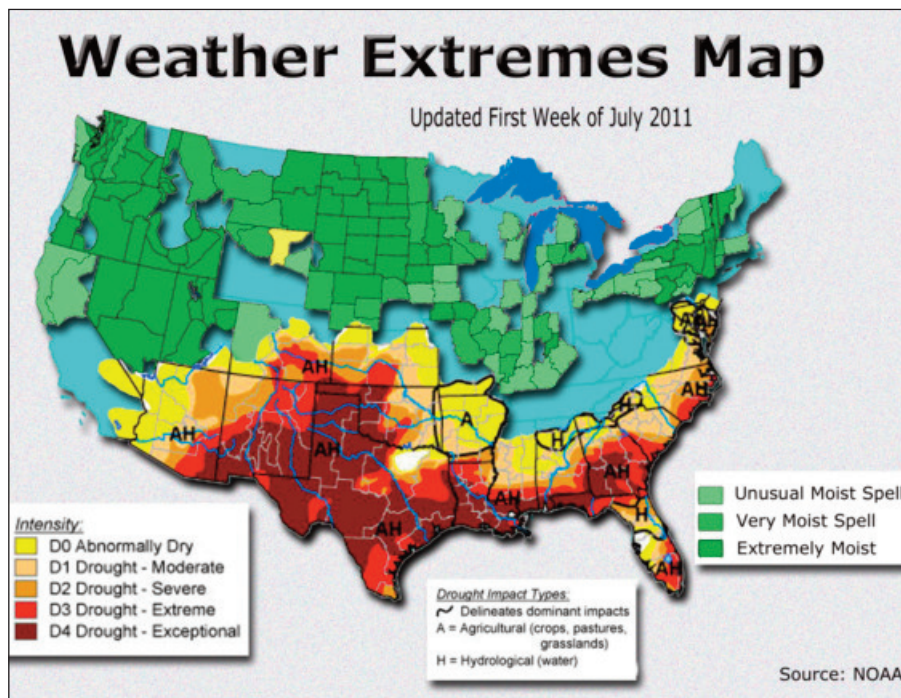 Weather Extremes Map
Updated First Week of July 2011
A
AH
AH
AH
A
AH
H
H
AH
AH
AH
AH
H
AH
Unusual Moist Spell
Very Moist Spell
Extremely Moist
Intensity:
D0 Abnormally Dry
D1 Drought - Moderate
D2 Drought - Severe
D3 Drought - Extreme
D4 Drought - Exceptional
Drought Impact Types:
Delineates dominant impacts
A = Agricultural (crops, pastures,
grasslands)
H = Hydrological (water)
Source: NOAA